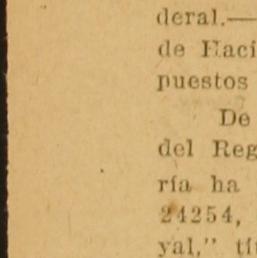 deral.—
de Haci
puestos
De
del Reg
ría ha
24254,
yal," tí